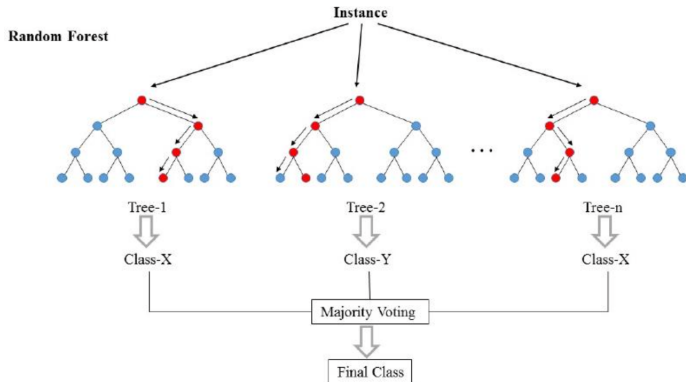 Instance
Random Forest
...
Tree-1
Tree-2
Tree-n
Class-X
Class-Y
Class-X
Majority Voting
Final Class